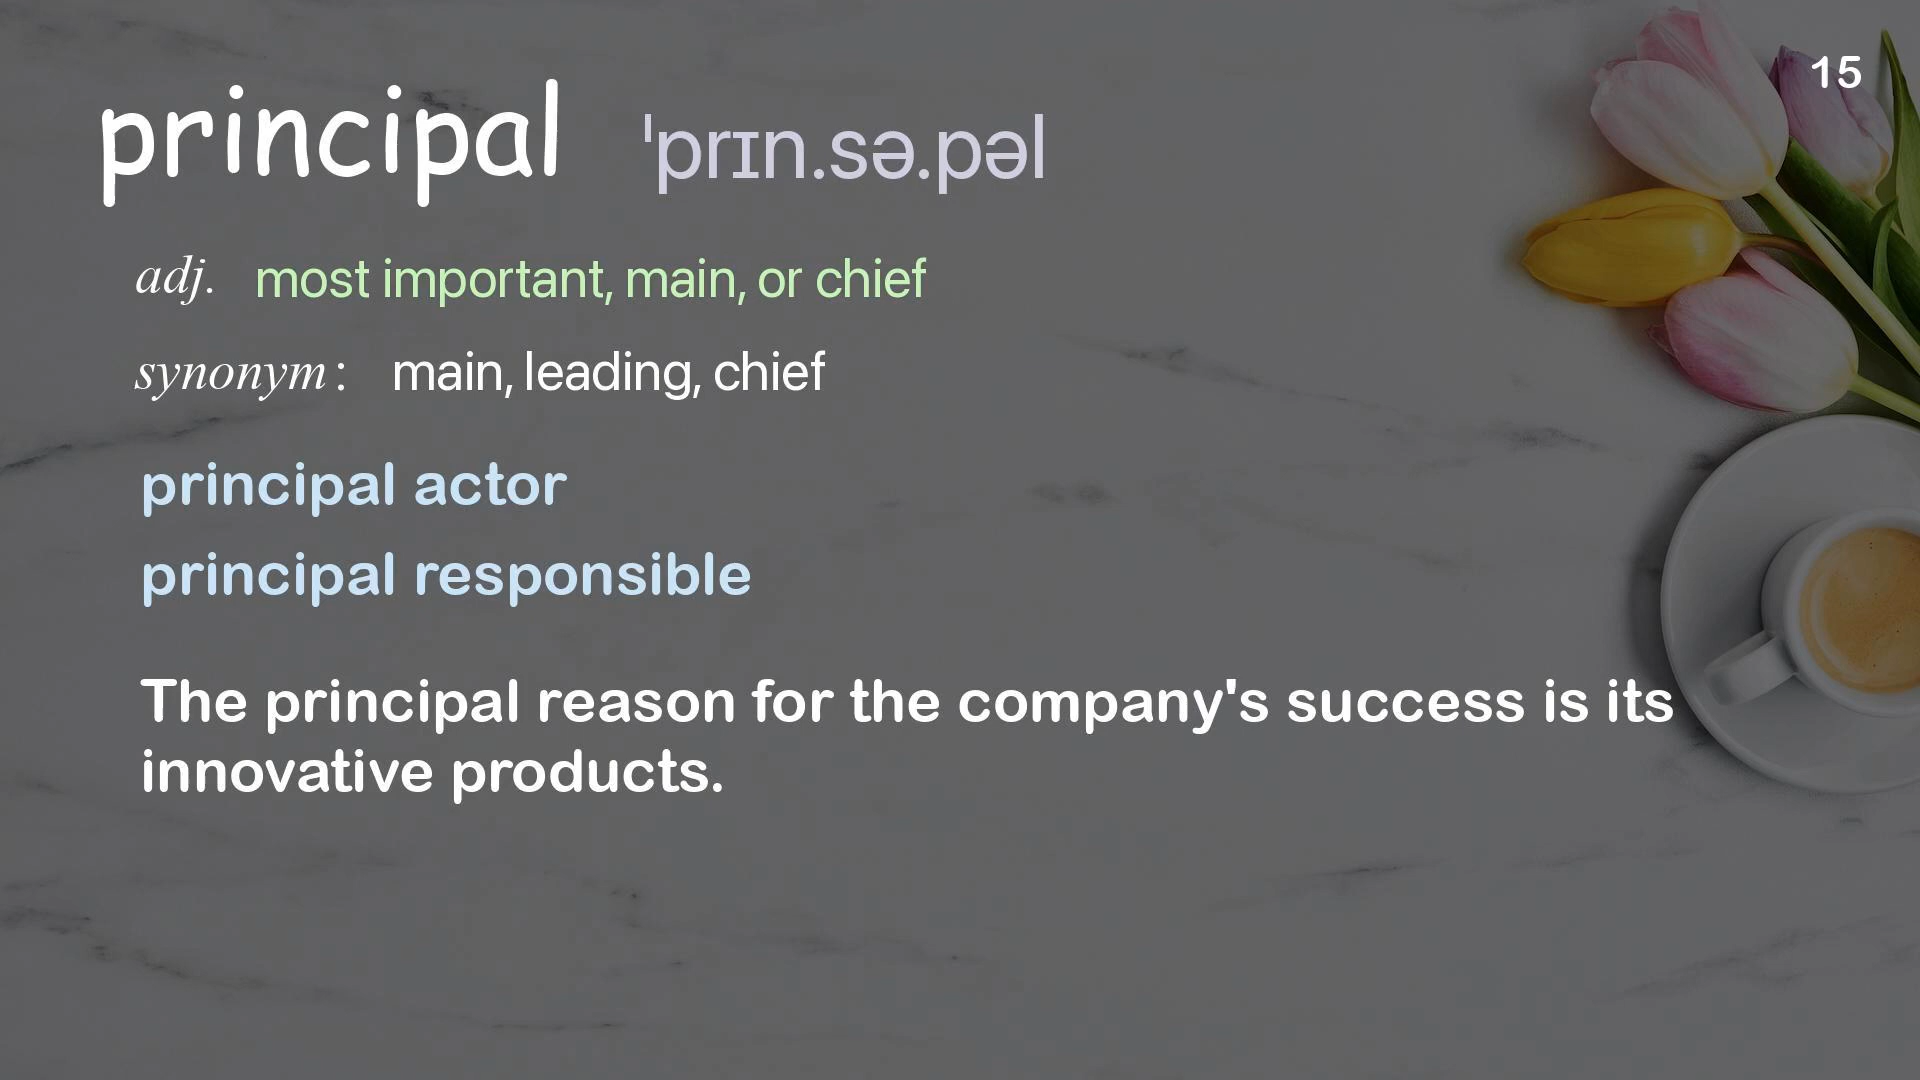 15
principal ˈprɪn.sə.pəl
adj. most important, main, or chief
synonym : main, leading, chief
principal actor
principal responsible
The principal reason for the company's success is its
innovative products.